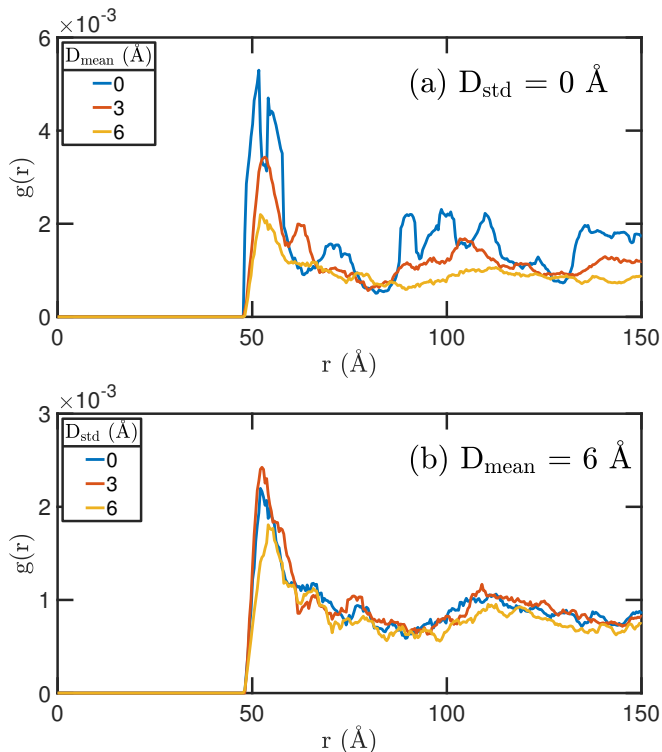 ×10⁻³
6
4
2
0
g(r)
D_mean (Å)
0
3
6
(a) D_std = 0 Å
0 50 100 150
r (Å)
×10⁻³
3
2
1
0
g(r)
D_std (Å)
0
3
6
(b) D_mean = 6 Å
0 50 100 150
r (Å)